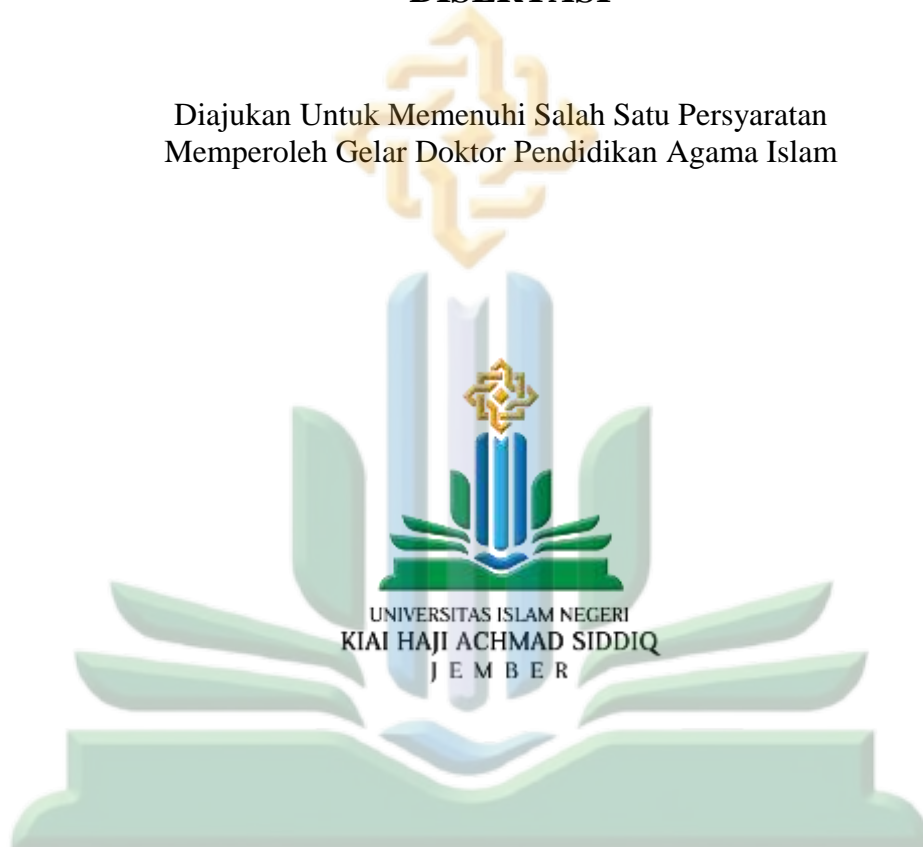 DISERTASI
Diajukan Untuk Memenuhi Salah Satu Persyaratan
Memperoleh Gelar Doktor Pendidikan Agama Islam
UNIVERSITAS ISLAM NEGERI
KIAI HAJI ACHMAD SIDDIQ
J E M B E R